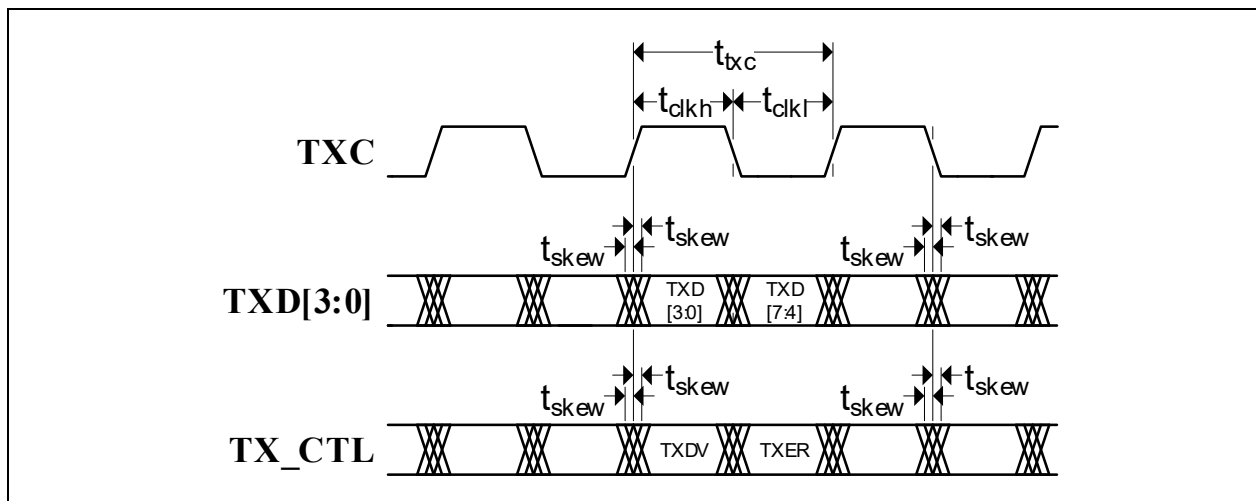 t_txc
t_clkh t_clkl
TXC
t_skew
t_skew t_skew
t_skew
TXD[3:0] TXD TXD
[3:0] [7:4]
t_skew
t_skew t_skew
t_skew
TX_CTL TXDV TXER